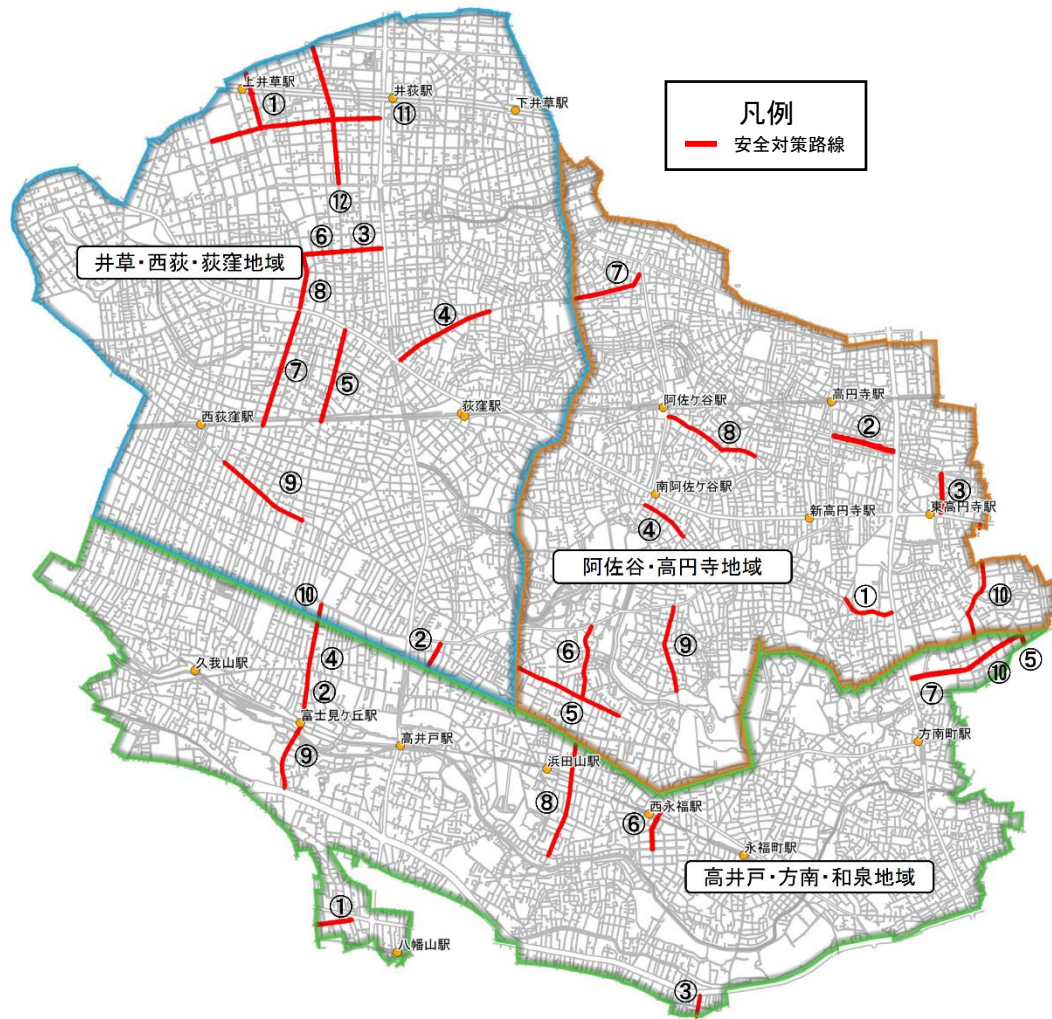 上井草駅
①
井荻駅
⑪
下井草駅
凡例
安全対策路線
⑫
⑥
③
井草・西荻・荻窪地域
⑧
④
⑦
⑤
西荻窪駅
荻窪駅
⑨
⑩
②
⑦
阿佐ケ谷駅
高円寺駅
⑧
②
南阿佐ケ谷駅
③
④
新高円寺駅
東高円寺駅
阿佐谷・高円寺地域
①
⑩
⑥
⑨
⑤
久我山駅
④
②
富士見ケ丘駅
⑨
高井戸駅
浜田山駅
⑧
⑥
西永福駅
永福町駅
⑤
⑩
⑦
方南町駅
高井戸・方南・和泉地域
①
八幡山駅
③